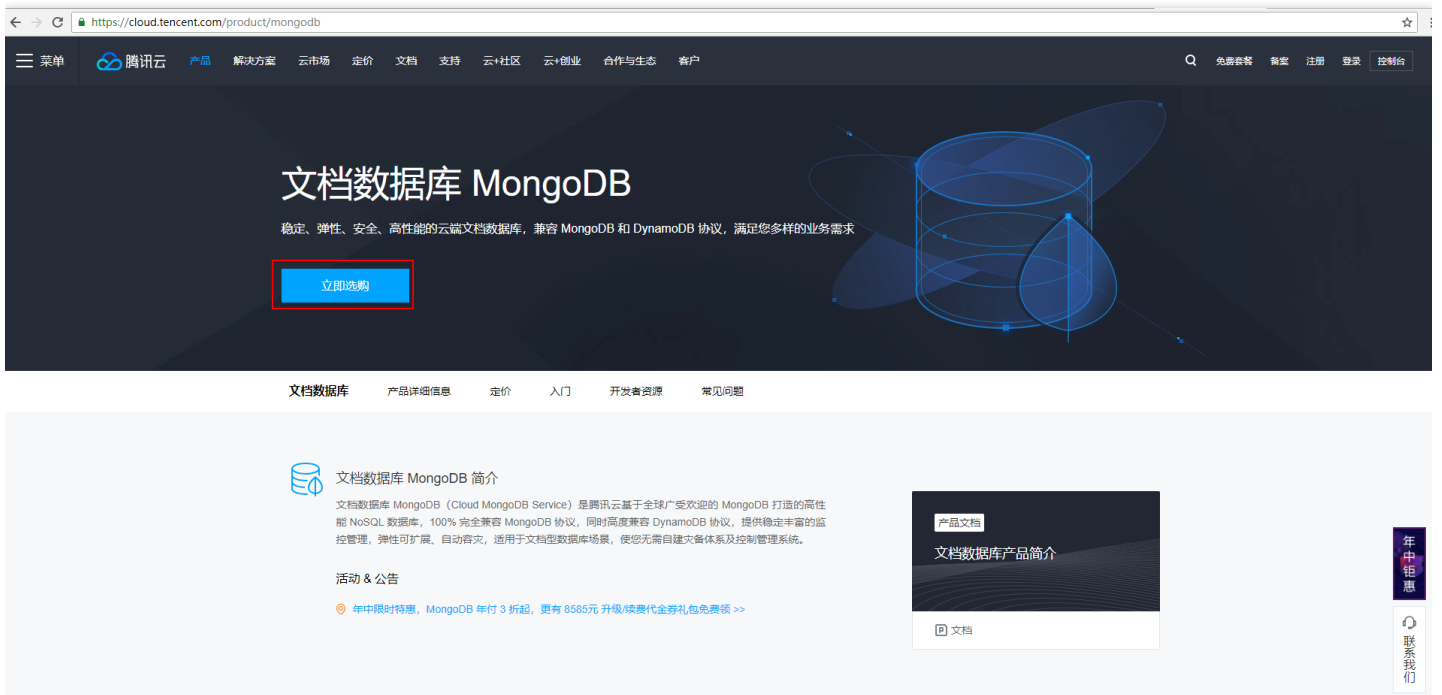 https://cloud.tencent.com/product/mongodb
菜单 腾讯云 产品 解决方案 云市场 定价 文档 支持 云+社区 云+创业 合作与生态 客户 免费套餐 备案 注册 登录 控制台
文档数据库 MongoDB
稳定、弹性、安全、高性能的云端文档数据库，兼容 MongoDB 和 DynamoDB 协议，满足您多样的业务需求
立即选购
文档数据库 产品详细信息 定价 入门 开发者资源 常见问题
文档数据库 MongoDB 简介
文档数据库 MongoDB（Cloud MongoDB Service）是腾讯云基于全球广受欢迎的 MongoDB 打造的高性
能 NoSQL 数据库，100% 完全兼容 MongoDB 协议，同时高度兼容 DynamoDB 协议，提供稳定丰富的监
控管理，弹性可扩展、自动容灾，适用于文档型数据库场景，使您无需自建灾备体系及控制管理系统。
活动 & 公告
年中限时特惠，MongoDB 年付 3 折起，更有 8585元 升级/续费代金券礼包免费领 >>
产品文档
文档数据库产品简介
文档
年中钜惠
联系我们